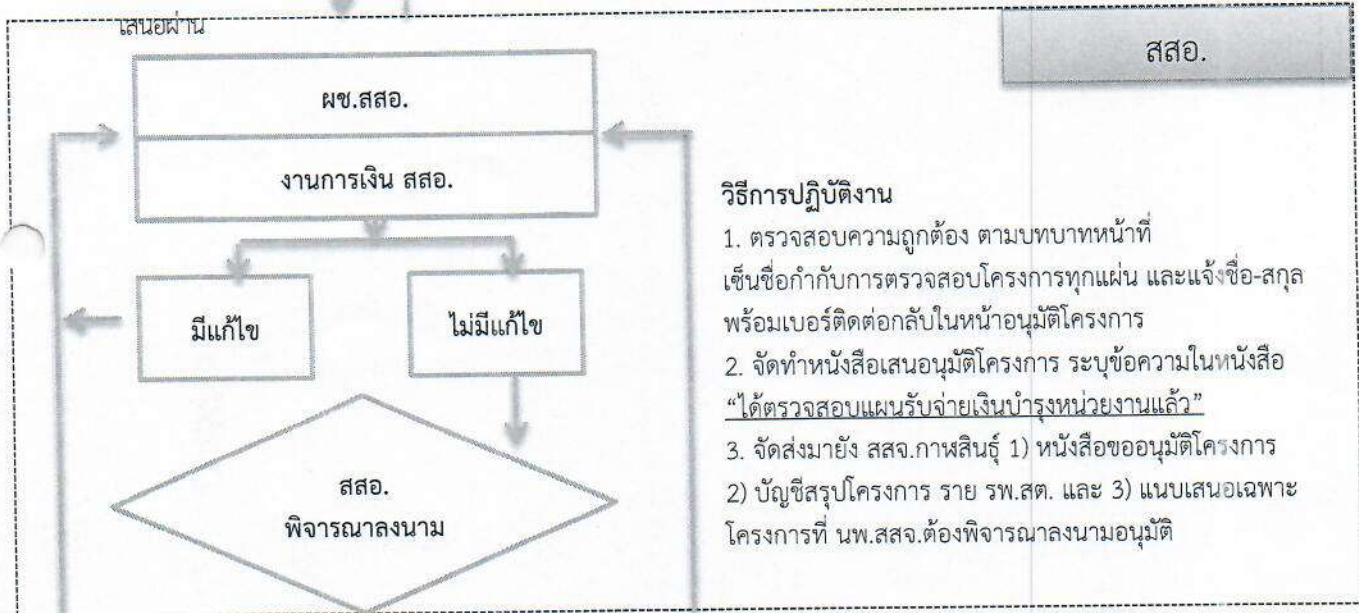 เสนอผ่าน
สสอ.
ผช.สสอ.
งานการเงิน สสอ.
มีแก้ไข
ไม่มีแก้ไข
สสอ.
พิจารณาลงนาม
วิธีการปฏิบัติงาน
1. ตรวจสอบความถูกต้อง ตามบทบาทหน้าที่
เซ็นชื่อกำกับการตรวจสอบโครงการทุกแผ่น และแจ้งชื่อ-สกุล
พร้อมเบอร์ติดต่อกลับในหน้าอนุมัติโครงการ
2. จัดทำหนังสือเสนออนุมัติโครงการ ระบุข้อความในหนังสือ
“ได้ตรวจสอบแผนรับจ่ายเงินบำรุงหน่วยงานแล้ว”
3. จัดส่งมายัง สสจ.กาฬสินธุ์ 1) หนังสือขออนุมัติโครงการ
2) บัญชีสรุปโครงการ ราย รพ.สต. และ 3) แนบเสนอเฉพาะ
โครงการที่ นพ.สสจ.ต้องพิจารณาลงนามอนุมัติ